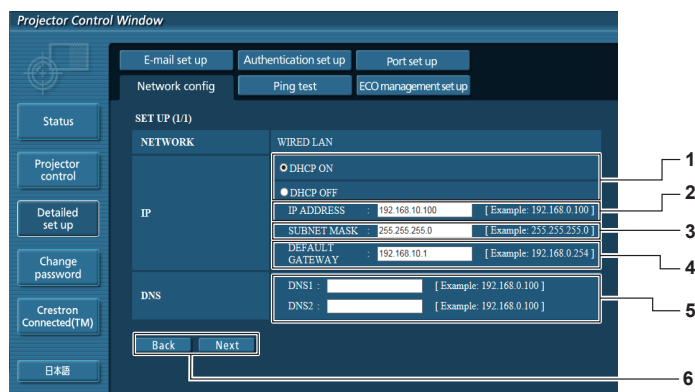 Projector Control Window
E-mail set up Authentication set up Port set up
Network config Ping test ECO management set up
Status
Projector control
Detailed set up
Change password
Crestron Connected(TM)
日本語
SET UP (1/1)
NETWORK WIRED LAN
IP
DHCP ON
DHCP OFF
IP ADDRESS : 192.168.10.100 [ Example: 192.168.0.100 ]
SUBNET MASK : 255.255.255.0 [ Example: 255.255.255.0 ]
DEFAULT GATEWAY : 192.168.10.1 [ Example: 192.168.0.254 ]
DNS
DNS1 : [ Example: 192.168.0.100 ]
DNS2 : [ Example: 192.168.0.100 ]
Back Next
1
2
3
4
5
6